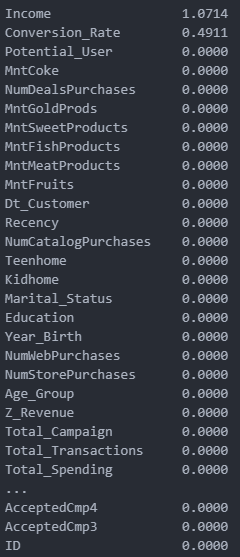 Income 1.0714
Conversion_Rate 0.4911
Potential_User 0.0000
MntCoke 0.0000
NumDealsPurchases 0.0000
MntGoldProds 0.0000
MntSweetProducts 0.0000
MntFishProducts 0.0000
MntMeatProducts 0.0000
MntFruits 0.0000
Dt_Customer 0.0000
Recency 0.0000
NumCatalogPurchases 0.0000
Teenhome 0.0000
Kidhome 0.0000
Marital_Status 0.0000
Education 0.0000
Year_Birth 0.0000
NumWebPurchases 0.0000
NumStorePurchases 0.0000
Age_Group 0.0000
Z_Revenue 0.0000
Total_Campaign 0.0000
Total_Transactions 0.0000
Total_Spending 0.0000
...
AcceptedCmp4 0.0000
AcceptedCmp3 0.0000
ID 0.0000